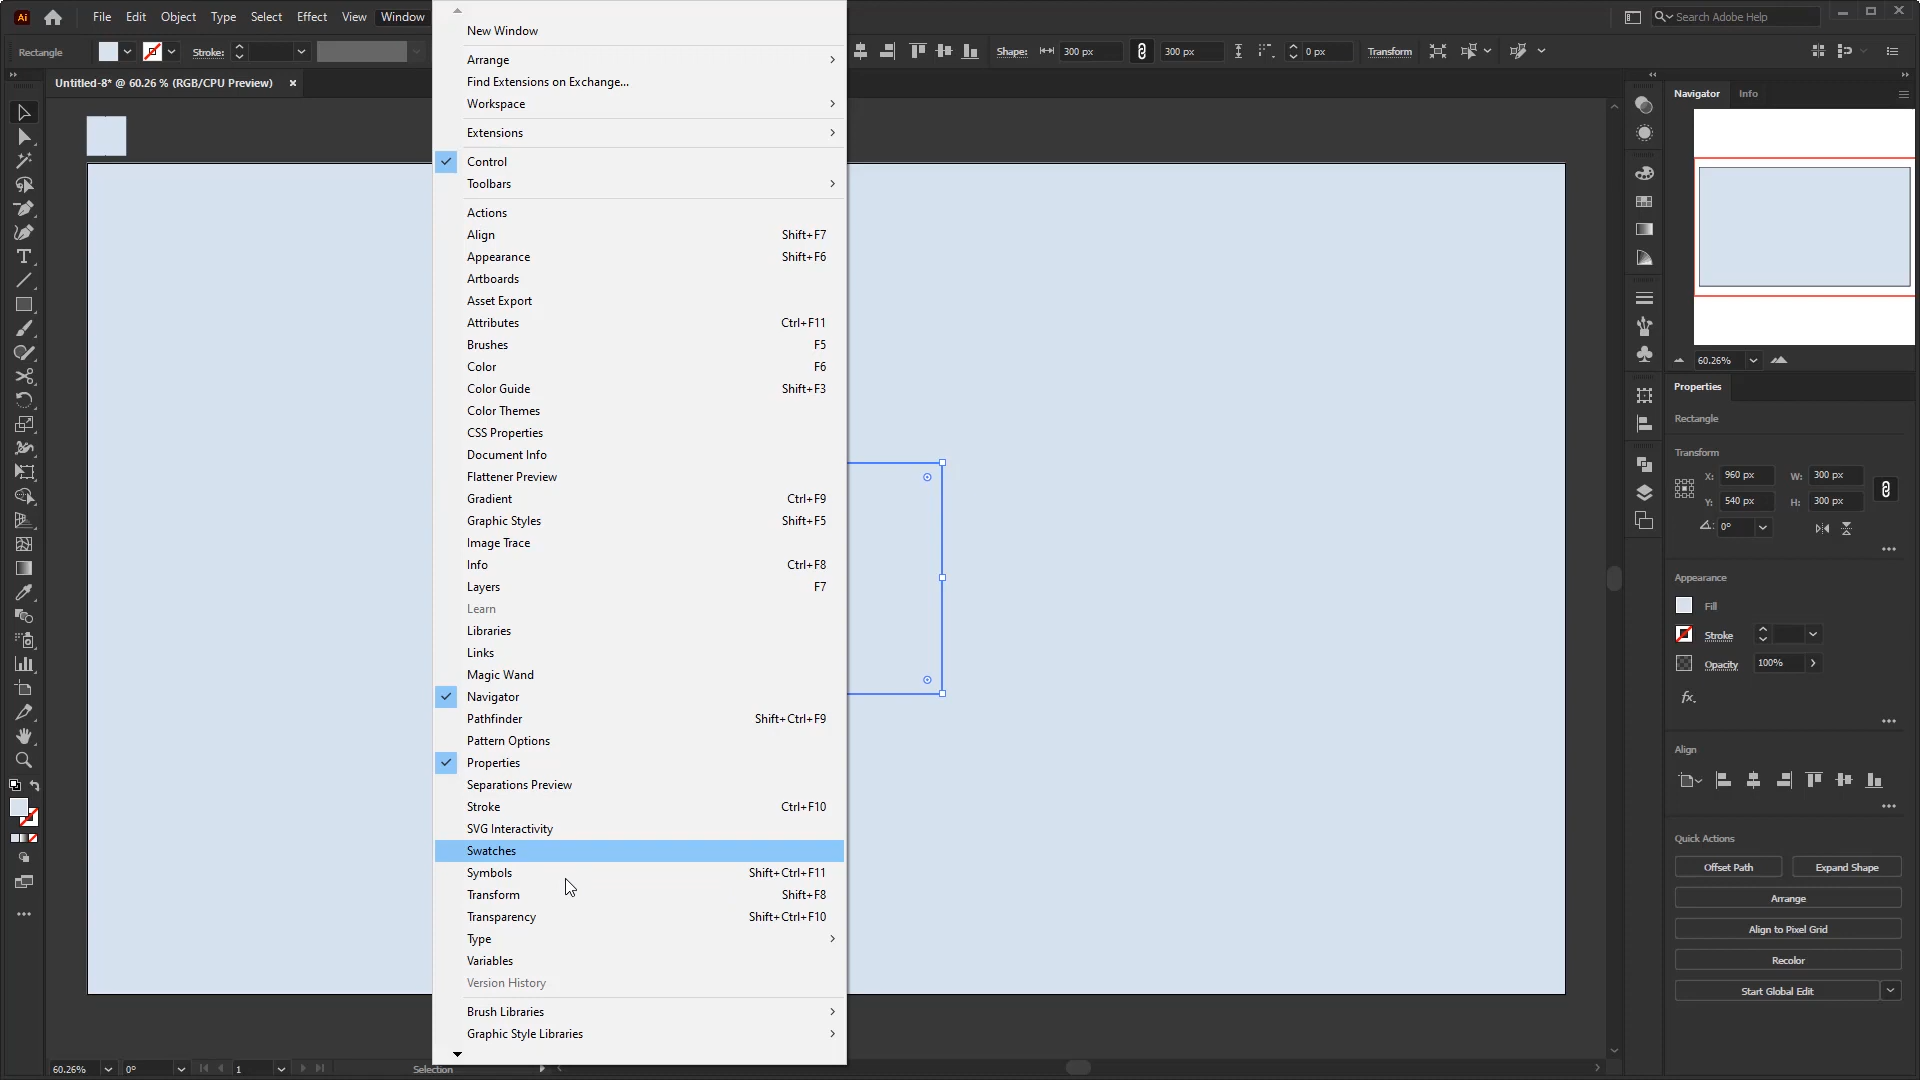 Ai File Edit Object Type Select Effect View Window Search Adobe Help
Rectangle Stroke: Shape: 300 px 300 px 0 px Transform
Untitled-8* @ 60.26 % (RGB/CPU Preview) ×
New Window
Arrange
Find Extensions on Exchange...
Workspace
Extensions
Control
Toolbars
Actions
Align Shift+F7
Appearance Shift+F6
Artboards
Asset Export
Attributes Ctrl+F11
Brushes F5
Color F6
Color Guide Shift+F3
Color Themes
CSS Properties
Document Info
Flattener Preview
Gradient Ctrl+F9
Graphic Styles Shift+F5
Image Trace
Info Ctrl+F8
Layers F7
Learn
Libraries
Links
Magic Wand
Navigator
Pathfinder Shift+Ctrl+F9
Pattern Options
Properties
Separations Preview
Stroke Ctrl+F10
SVG Interactivity
Swatches
Symbols Shift+Ctrl+F11
Transform Shift+F8
Transparency Shift+Ctrl+F10
Type
Variables
Version History
Brush Libraries
Graphic Style Libraries
Navigator Info
60.26%
Properties
Rectangle
Transform
X: 960 px W: 300 px
Y: 540 px H: 300 px
0°
Appearance
Fill
Stroke
Opacity 100%
fx.
Align
Quick Actions
Offset Path Expand Shape
Arrange
Align to Pixel Grid
Recolor
Start Global Edit
60.26% 0° 1 Selection